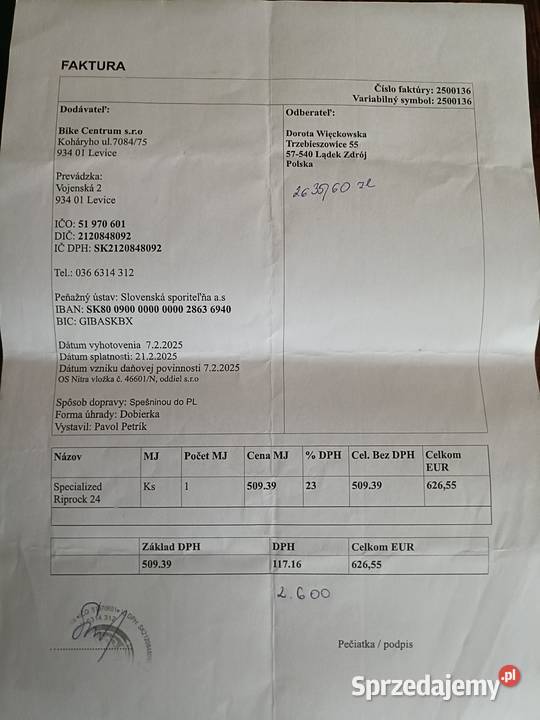 FAKTURA
Číslo faktúry: 2500136
Variabilný symbol: 2500136
Dodávateľ:
Bike Centrum s.r.o
Koháryho ul.7084/75
934 01 Levice
Prevádzka:
Vojenská 2
934 01 Levice
IČO: 51 970 601
DIČ: 2120848092
IČ DPH: SK2120848092
Tel.: 036 6314 312
Peňažný ústav: Slovenská sporiteľňa a.s
IBAN: SK80 0900 0000 0000 2863 6940
BIC: GIBASKBX
Dátum vyhotovenia 7.2.2025
Dátum splatnosti: 21.2.2025
Dátum vzniku daňovej povinnosti 7.2.2025
OS Nitra vložka č. 46601/N, oddiel s.r.o
Spôsob dopravy: Spešninou do PL
Forma úhrady: Dobierka
Vystavil: Pavol Petrík
Odberateľ:
Dorota Więckowska
Trzebieszowice 55
57-540 Lądek Zdrój
Polska
2635,60 zł
Názov MJ Počet MJ Cena MJ % DPH Cel. Bez DPH Celkom EUR
Specialized Ks 1 509.39 23 509.39 626,55
Riprock 24
Základ DPH DPH Celkom EUR
509.39 117.16 626,55
2.600
Pečiatka / podpis
Sprzedajemy.pl